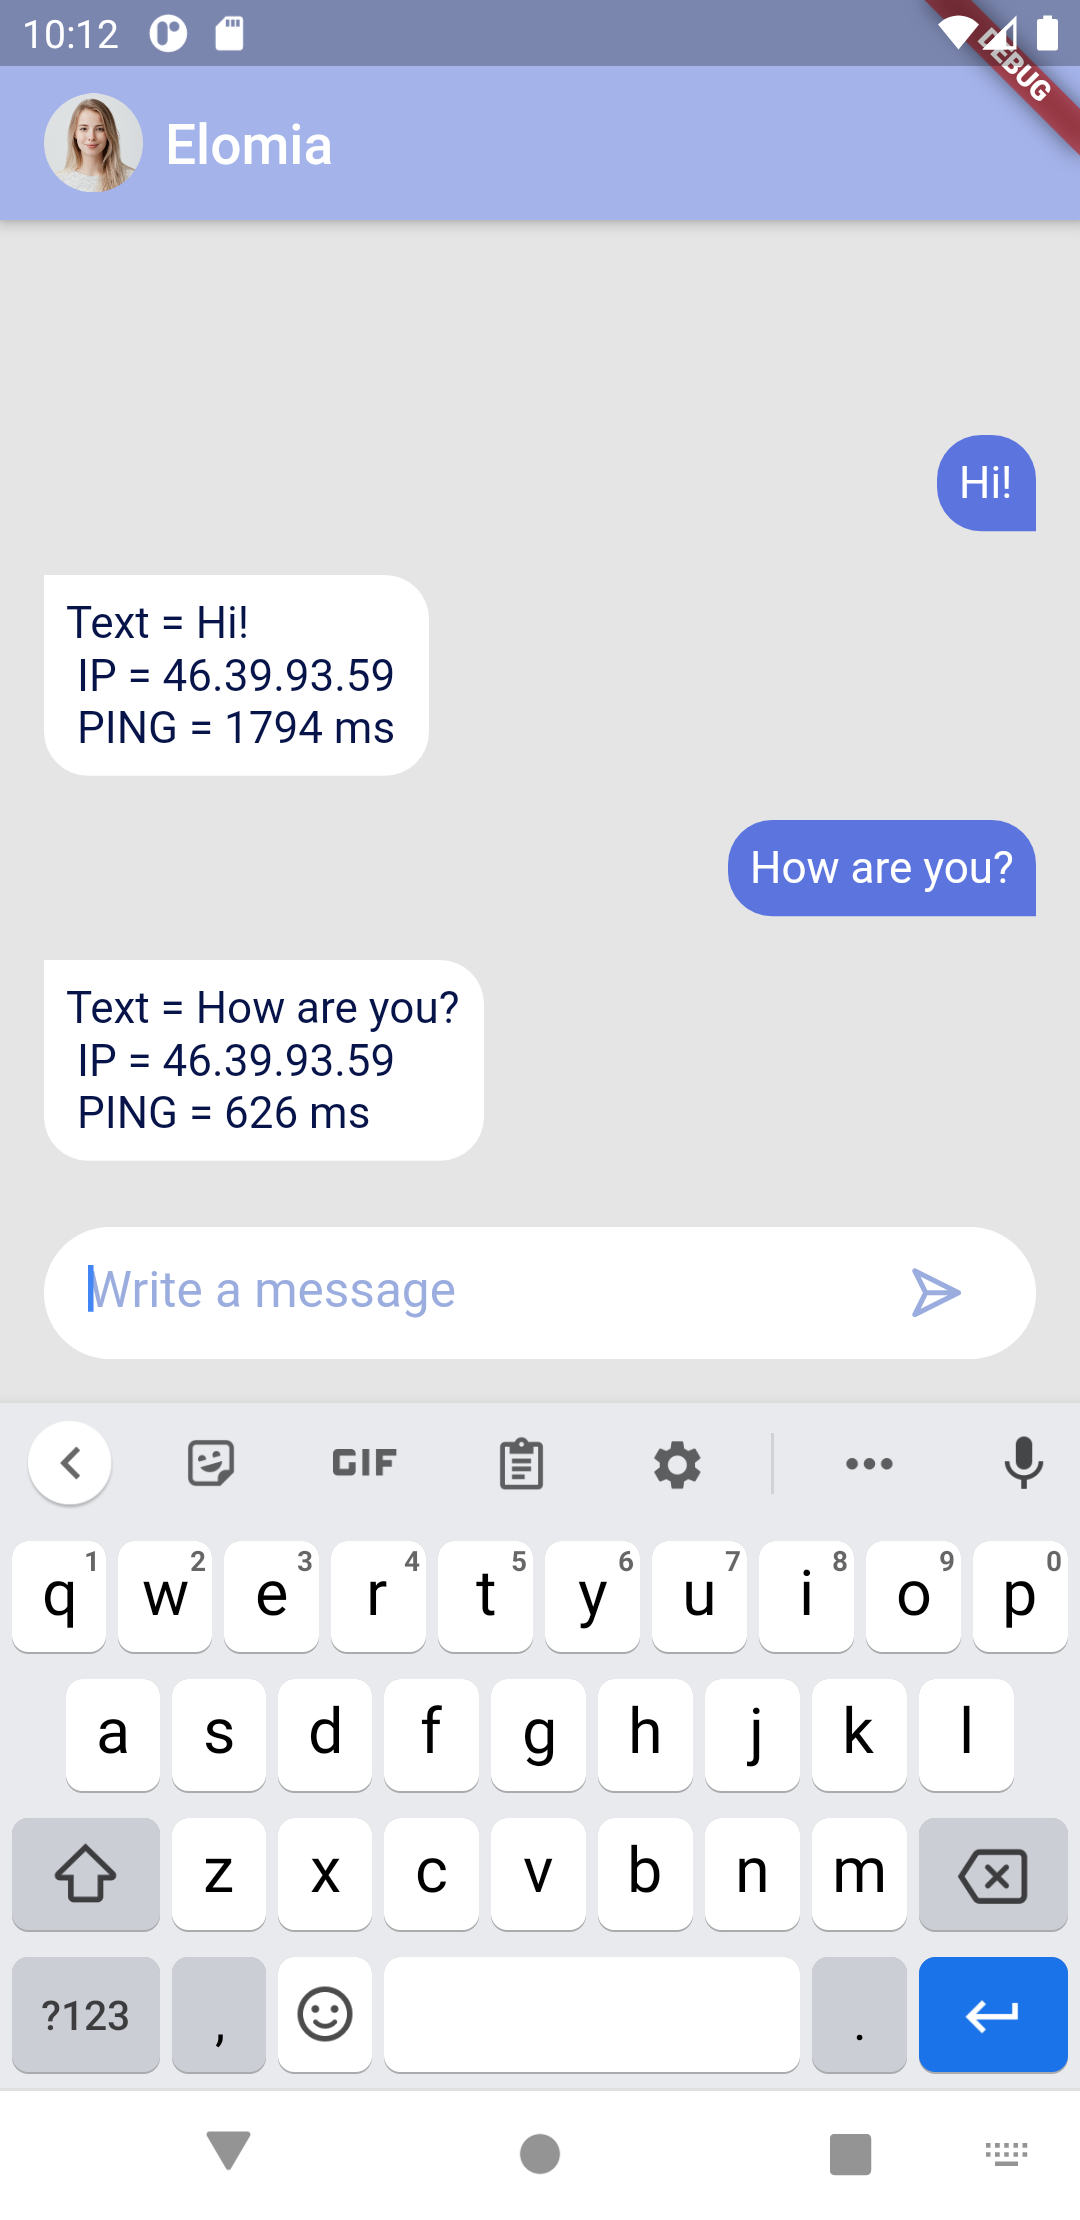 10:12
DEBUG
Elomia
Hi!
Text = Hi!
IP = 46.39.93.59
PING = 1794 ms
How are you?
Text = How are you?
IP = 46.39.93.59
PING = 626 ms
Write a message
GIF
q 1 w 2 e 3 r 4 t 5 y 6 u 7 i 8 o 9 p 0
a s d f g h j k l
z x c v b n m
?123 , .